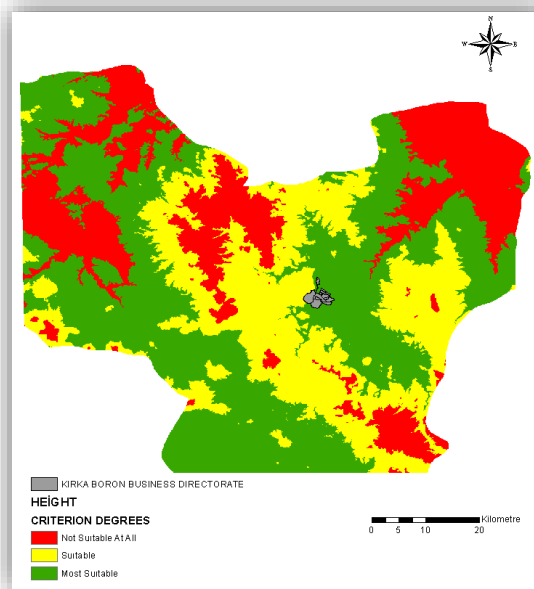 N
W E
S
KIRKA BORON BUSINESS DIRECTORATE
HEİGHT
CRITERION DEGREES
Not Suitable At All
Suitable
Most Suitable
Kilometre
0 5 10 20